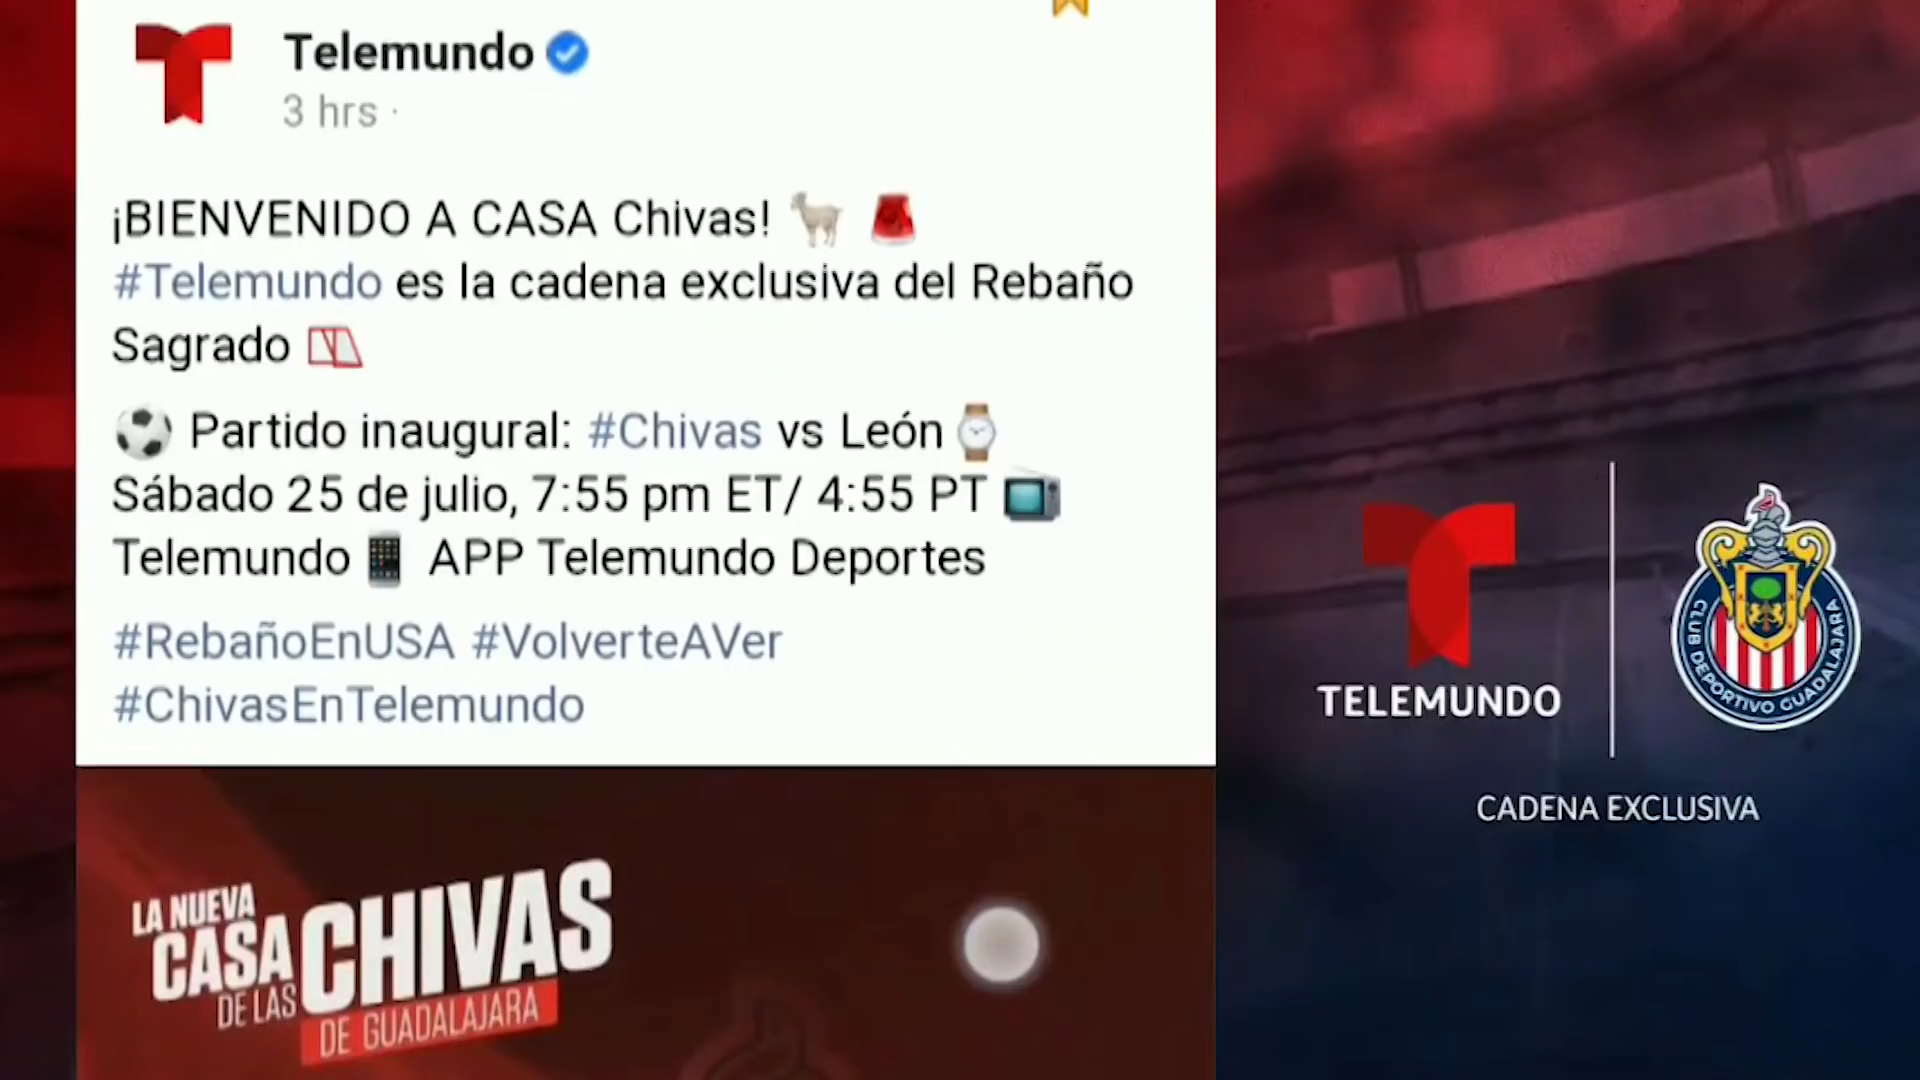 Telemundo
3 hrs ·
¡BIENVENIDO A CASA Chivas! 🐐 🚨
#Telemundo es la cadena exclusiva del Rebaño
Sagrado
⚽ Partido inaugural: #Chivas vs León⌚
Sábado 25 de julio, 7:55 pm ET/ 4:55 PT 📺
Telemundo 📱 APP Telemundo Deportes
#RebañoEnUSA #VolverteAVer
#ChivasEnTelemundo
LA NUEVA
CASA CHIVAS
DE LAS
DE GUADALAJARA
TELEMUNDO
CLUB DEPORTIVO GUADALAJARA
CADENA EXCLUSIVA